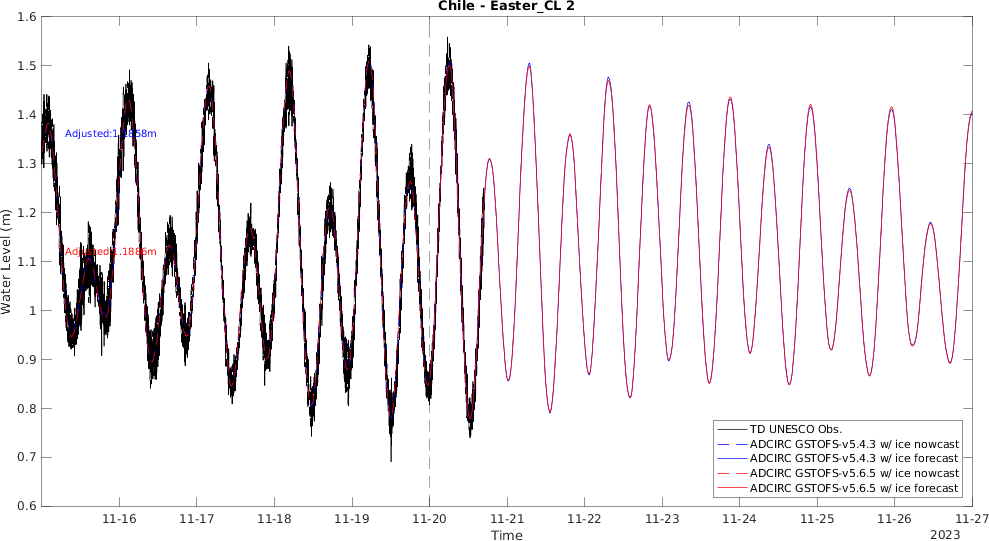 Chile - Easter_CL 2
1.6
1.5
1.4
1.3
1.2
1.1
1
0.9
0.8
0.7
0.6
Water Level (m)
Adjusted:1.1858m
Adjusted:1.1886m
TD UNESCO Obs.
ADCIRC GSTOFS-v5.4.3 w/ ice nowcast
ADCIRC GSTOFS-v5.4.3 w/ ice forecast
ADCIRC GSTOFS-v5.6.5 w/ ice nowcast
ADCIRC GSTOFS-v5.6.5 w/ ice forecast
11-16 11-17 11-18 11-19 11-20 11-21 11-22 11-23 11-24 11-25 11-26 11-27
Time
2023